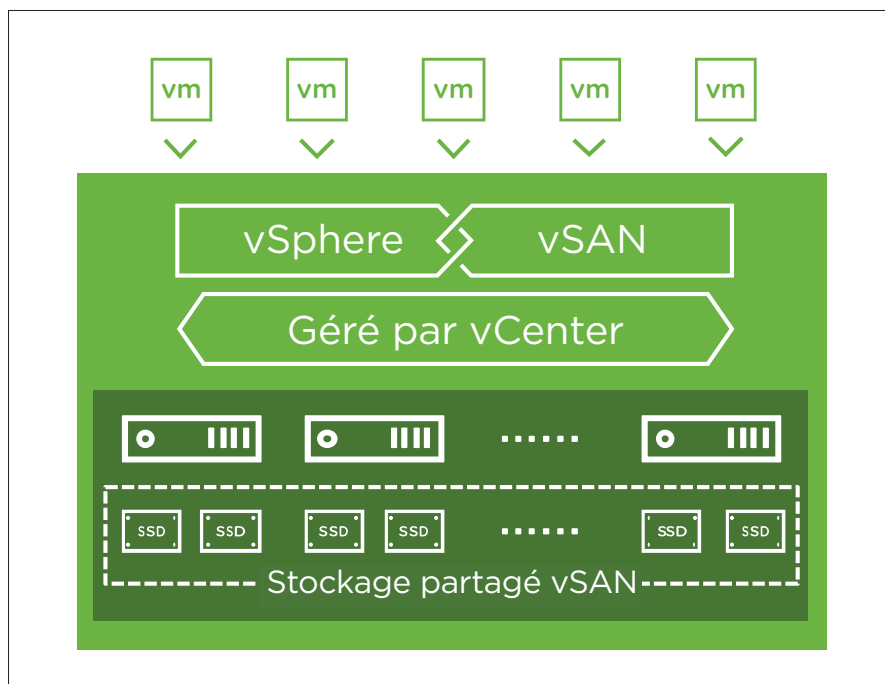 vm vm vm vm vm
vSphere vSAN
Géré par vCenter
SSD SSD SSD SSD SSD SSD
Stockage partagé vSAN